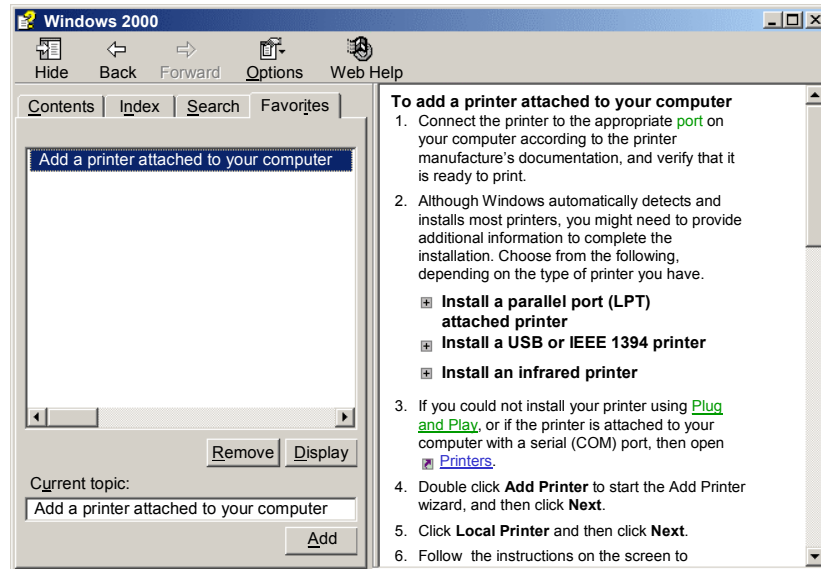 Windows 2000
Hide Back Forward Options Web Help
Contents Index Search Favorites
Add a printer attached to your computer
Remove Display
Current topic:
Add a printer attached to your computer
Add
To add a printer attached to your computer
1. Connect the printer to the appropriate port on
your computer according to the printer
manufacture's documentation, and verify that it
is ready to print.
2. Although Windows automatically detects and
installs most printers, you might need to provide
additional information to complete the
installation. Choose from the following,
depending on the type of printer you have.
Install a parallel port (LPT)
attached printer
Install a USB or IEEE 1394 printer
Install an infrared printer
3. If you could not install your printer using Plug
and Play, or if the printer is attached to your
computer with a serial (COM) port, then open
Printers.
4. Double click Add Printer to start the Add Printer
wizard, and then click Next.
5. Click Local Printer and then click Next.
6. Follow the instructions on the screen to